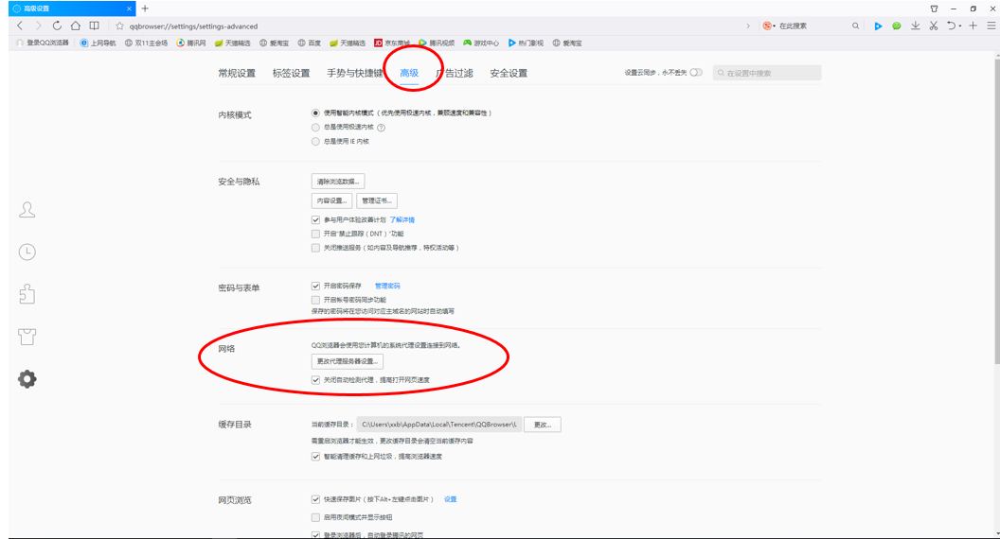 高级设置
qqbrowser://settings/settings-advanced
在此搜索
登录QQ浏览器 上网导航 双11主会场 腾讯网 天猫精选 爱淘宝 百度 天猫精选 JD 京东商城 腾讯视频 游戏中心 热门影视 爱淘宝
常规设置 标签设置 手势与快捷键 高级 广告过滤 安全设置 设置云同步，永不丢失 在设置中搜索
内核模式 使用智能内核模式（优先使用极速内核，兼顾速度和兼容性）
总是使用极速内核 ?
总是使用 IE 内核
安全与隐私 清除浏览数据...
内容设置... 管理证书...
参与用户体验改善计划 了解详情
开启"禁止跟踪（DNT）"功能
关闭推送服务（如内容及导航推荐，特权活动等）
密码与表单 开启密码保存 管理密码
开启帐号密码同步功能
保存的密码将在您访问对应主域名的网站时自动填写
网络 QQ浏览器会使用您计算机的系统代理设置连接到网络。
更改代理服务器设置...
关闭自动检测代理，提高打开网页速度
缓存目录 当前缓存目录： C:\Users\xxb\AppData\Local\Tencent\QQBrowser\U 更改...
需重启浏览器才能生效，更改缓存目录会清空当前缓存内容
智能清理缓存和上网垃圾，提高浏览器速度
网页浏览 快速保存图片（按下Alt+左键点击图片） 设置
启用夜间模式并显示按钮
登录浏览器后，自动登录腾讯的网页